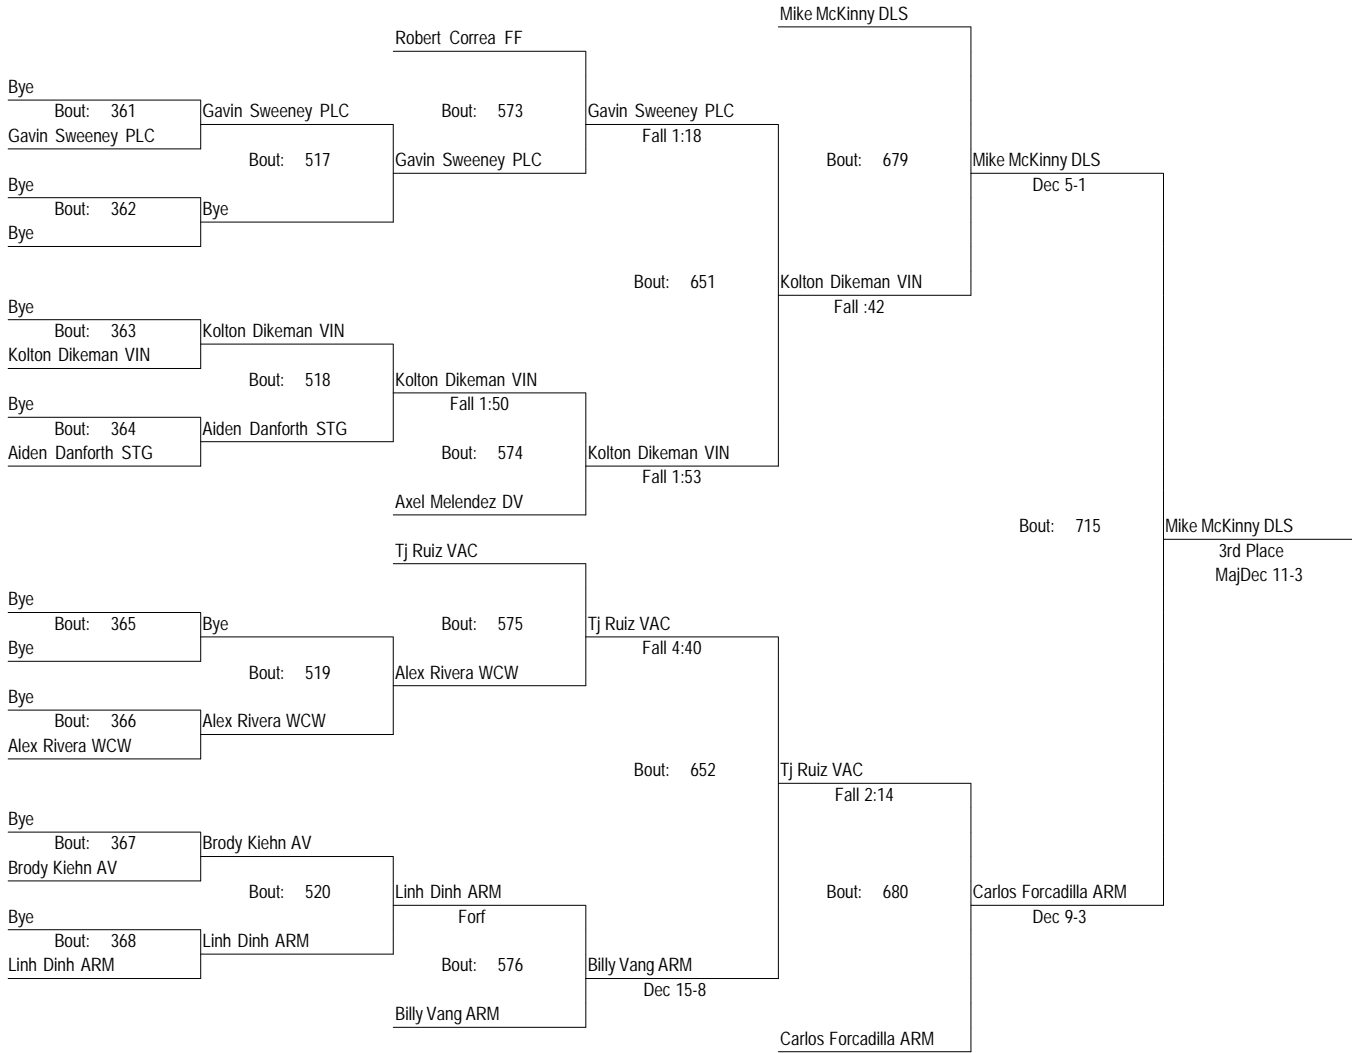 Mike McKinny DLS
Robert Correa FF
Bye
Bout: 361
Gavin Sweeney PLC
Gavin Sweeney PLC
Bout: 573
Gavin Sweeney PLC
Fall 1:18
Bout: 517
Gavin Sweeney PLC
Bout: 679
Mike McKinny DLS
Dec 5-1
Bye
Bout: 362
Bye
Bye
Bout: 651
Kolton Dikeman VIN
Fall :42
Bye
Bout: 363
Kolton Dikeman VIN
Kolton Dikeman VIN
Bout: 518
Kolton Dikeman VIN
Fall 1:50
Bye
Bout: 364
Aiden Danforth STG
Aiden Danforth STG
Bout: 574
Kolton Dikeman VIN
Fall 1:53
Axel Melendez DV
Bout: 715
Mike McKinny DLS
3rd Place
MajDec 11-3
Tj Ruiz VAC
Bye
Bout: 365
Bye
Bye
Bout: 575
Tj Ruiz VAC
Fall 4:40
Bout: 519
Alex Rivera WCW
Bye
Bout: 366
Alex Rivera WCW
Alex Rivera WCW
Bout: 652
Tj Ruiz VAC
Fall 2:14
Bye
Bout: 367
Brody Kiehn AV
Brody Kiehn AV
Bout: 520
Linh Dinh ARM
Forf
Bout: 680
Carlos Forcadilla ARM
Dec 9-3
Bye
Bout: 368
Linh Dinh ARM
Linh Dinh ARM
Bout: 576
Billy Vang ARM
Dec 15-8
Billy Vang ARM
Carlos Forcadilla ARM